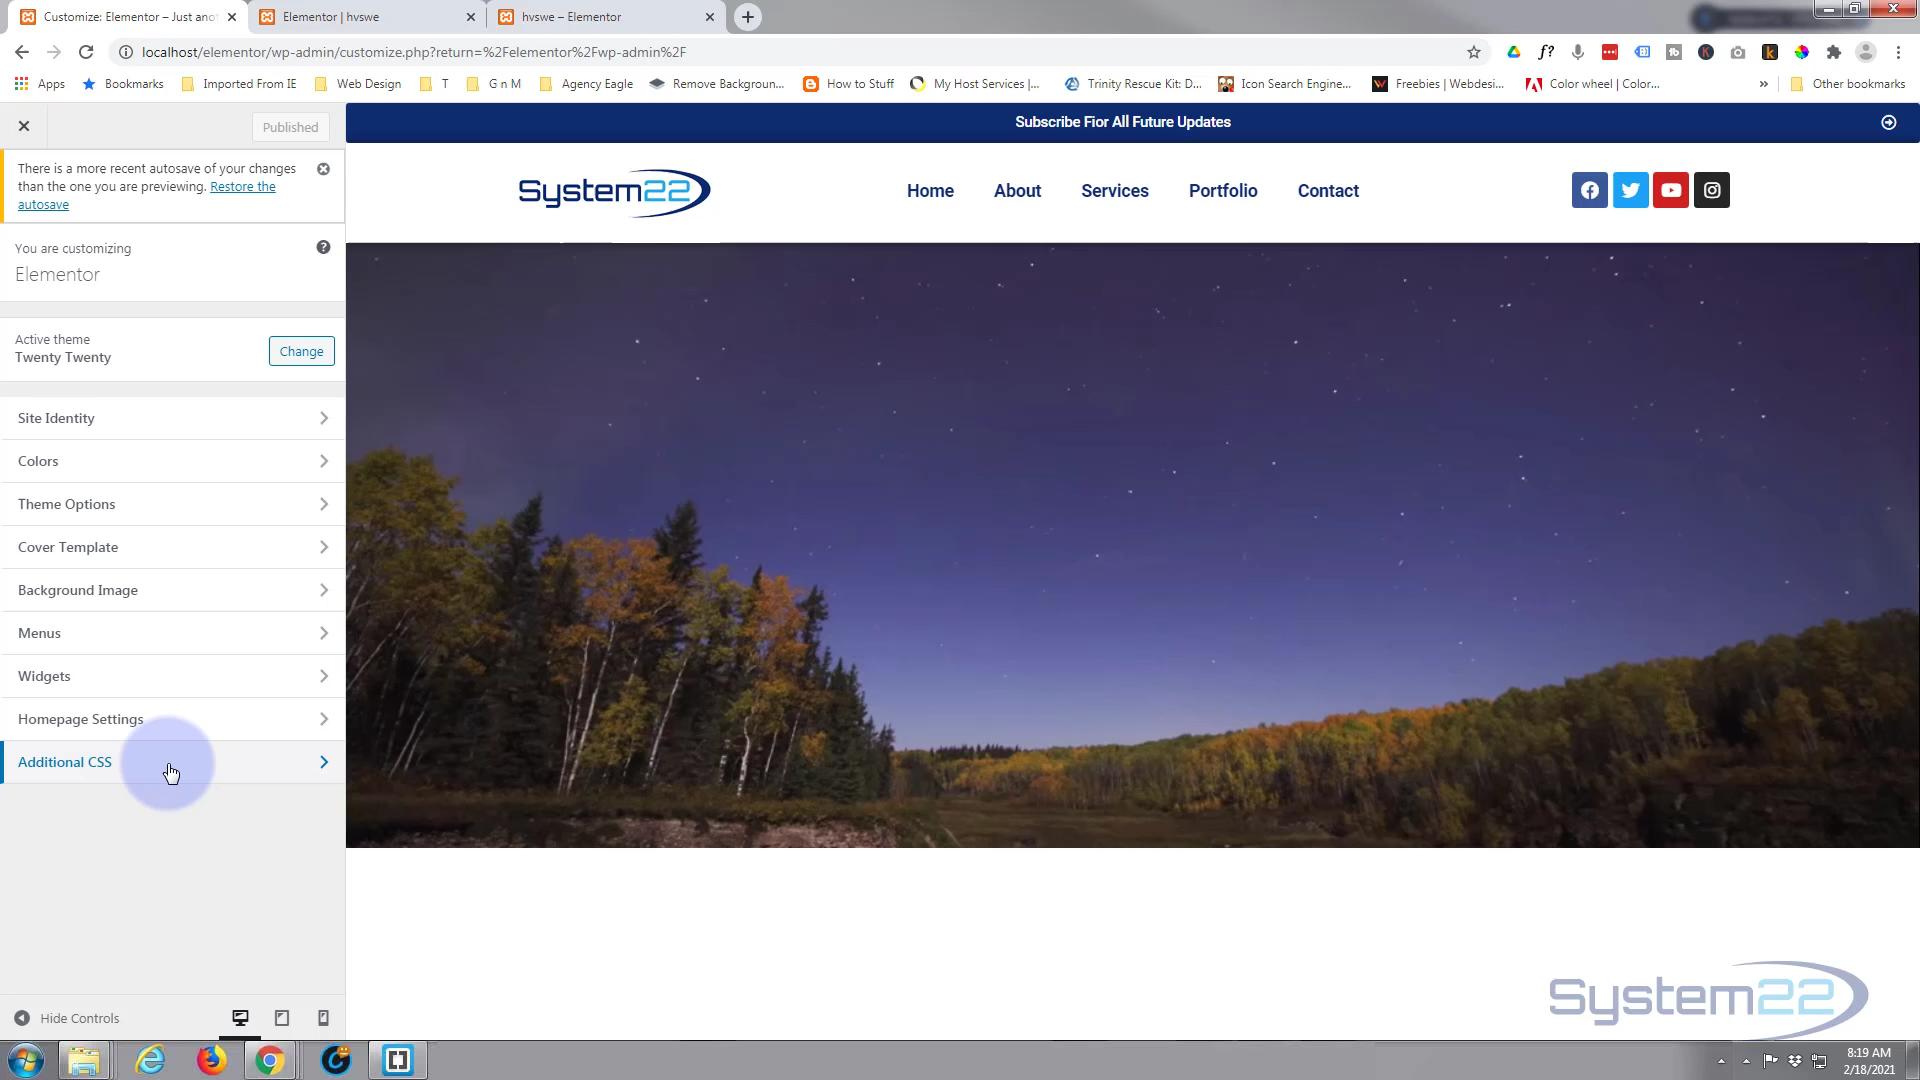 Customize: Elementor – Just anot
Elementor | hvswe
hvswe – Elementor
localhost/elementor/wp-admin/customize.php?return=%2Felementor%2Fwp-admin%2F
Apps
Bookmarks
Imported From IE
Web Design
T
G n M
Agency Eagle
Remove Backgroun...
How to Stuff
My Host Services |...
Trinity Rescue Kit: D...
Icon Search Engine...
Freebies | Webdesi...
Color wheel | Color...
»
Other bookmarks
Published
There is a more recent autosave of your changes
than the one you are previewing. Restore the
autosave
You are customizing
Elementor
Active theme
Twenty Twenty
Change
Site Identity
Colors
Theme Options
Cover Template
Background Image
Menus
Widgets
Homepage Settings
Additional CSS
Hide Controls
Subscribe Fior All Future Updates
System22
Home
About
Services
Portfolio
Contact
System22
8:19 AM
2/18/2021